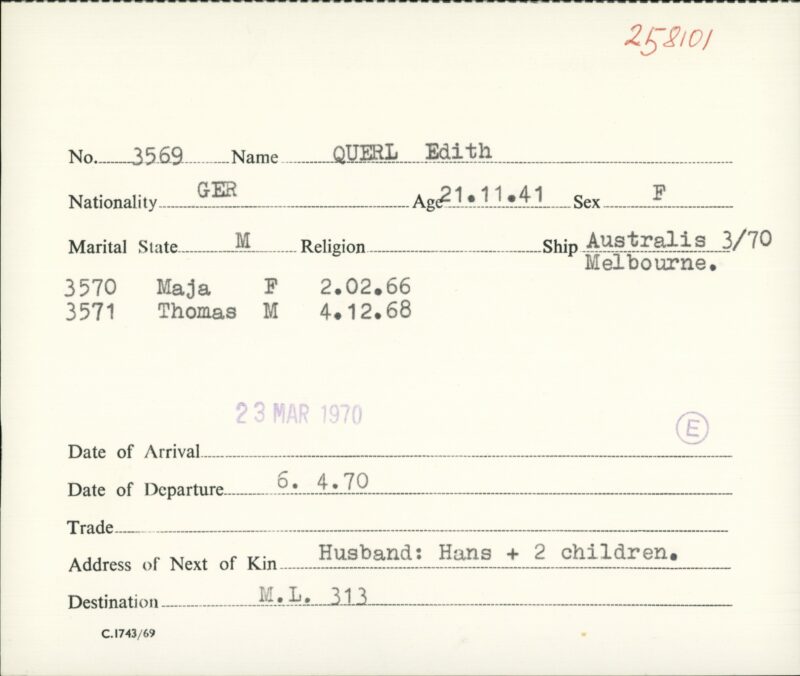 258101
No. 3569 Name QUERL Edith
Nationality GER Age 21.11.41 Sex F
Marital State M Religion Ship Australis 3/70
Melbourne.
3570 Maja F 2.02.66
3571 Thomas M 4.12.68
23 MAR 1970
E
Date of Arrival
Date of Departure 6. 4.70
Trade
Address of Next of Kin Husband: Hans + 2 children.
Destination M.L. 313
C.1743/69